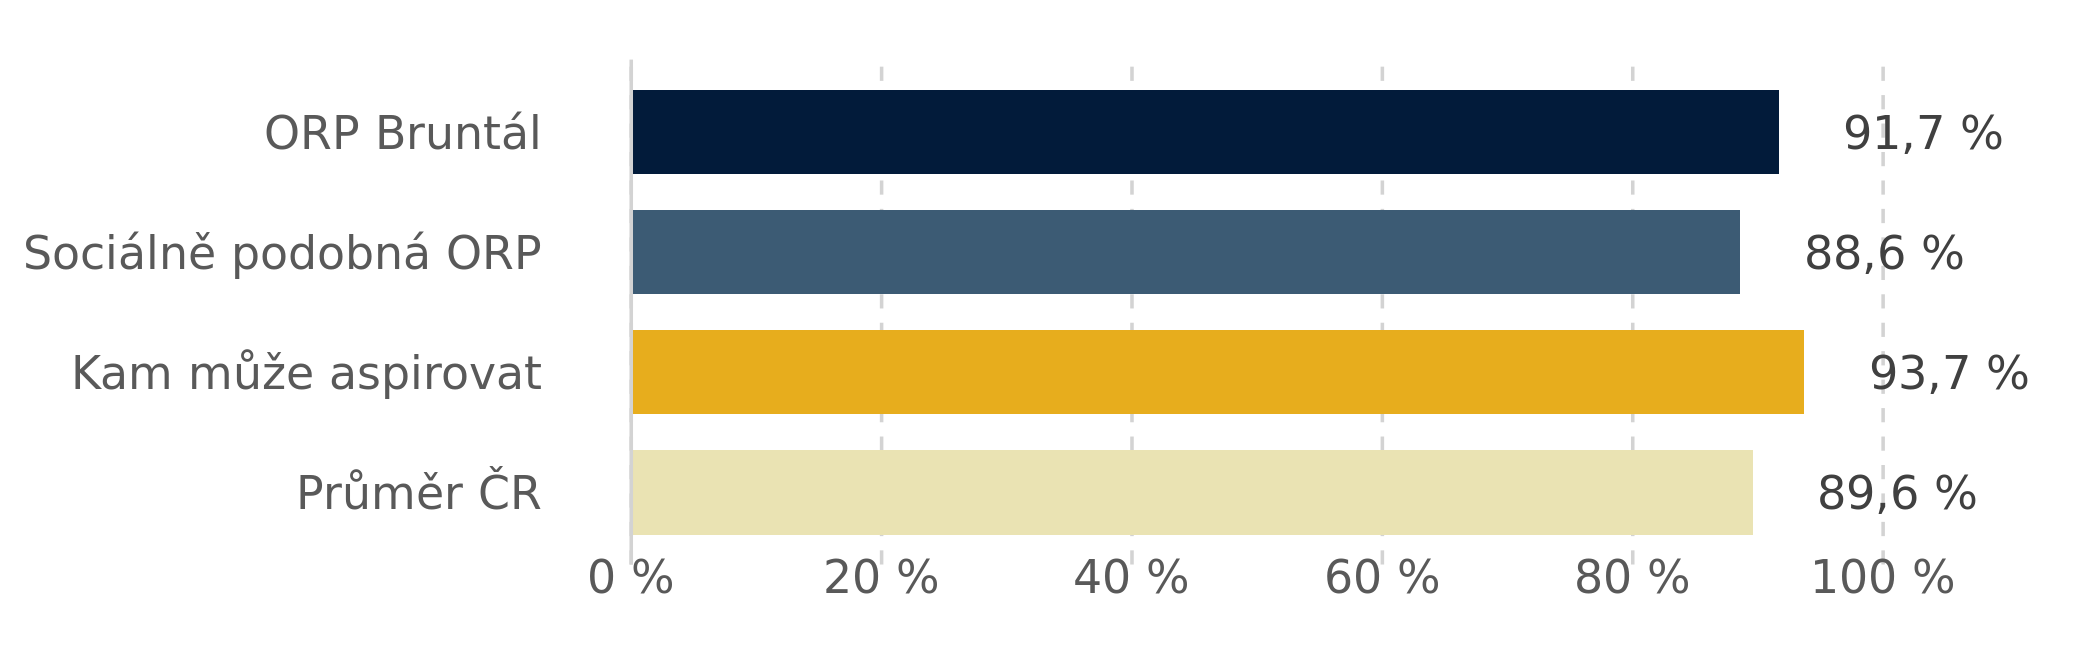 ORP Bruntál 91,7 %
Sociálně podobná ORP 88,6 %
Kam může aspirovat 93,7 %
Průměr ČR 89,6 %
0 % 20 % 40 % 60 % 80 % 100 %